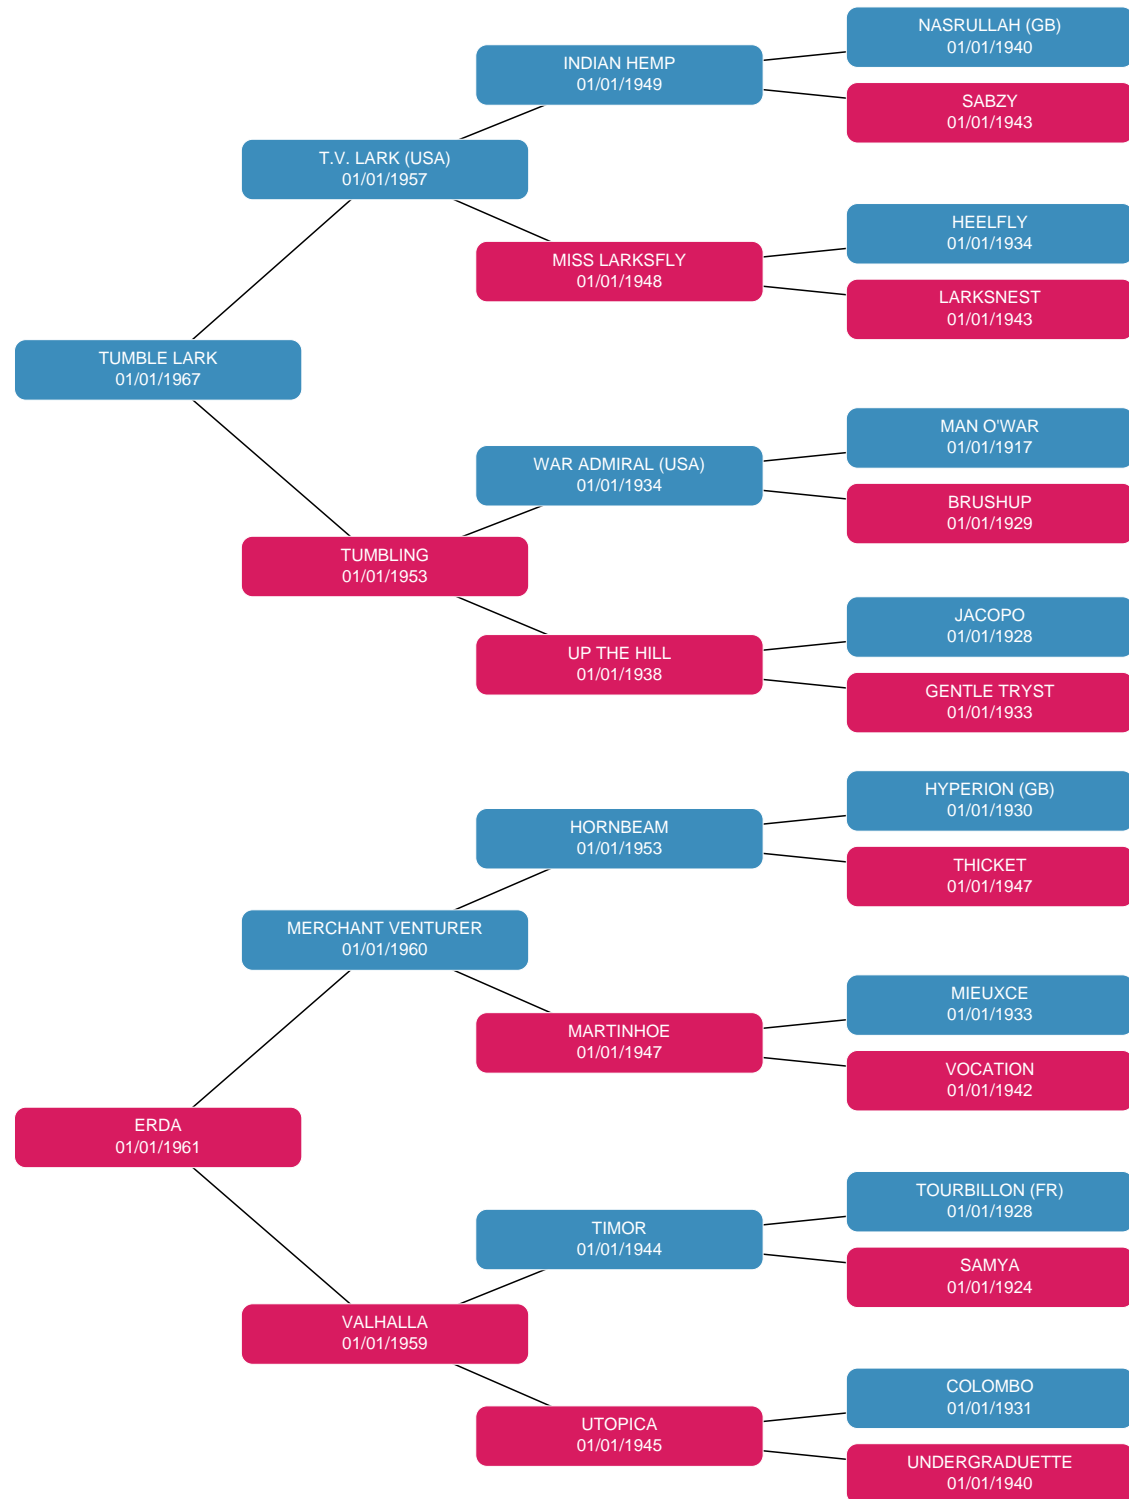 NASRULLAH (GB)
01/01/1940
INDIAN HEMP
01/01/1949
SABZY
01/01/1943
T.V. LARK (USA)
01/01/1957
HEELFLY
01/01/1934
MISS LARKSFLY
01/01/1948
LARKSNEST
01/01/1943
TUMBLE LARK
01/01/1967
MAN O'WAR
01/01/1917
WAR ADMIRAL (USA)
01/01/1934
BRUSHUP
01/01/1929
TUMBLING
01/01/1953
JACOPO
01/01/1928
UP THE HILL
01/01/1938
GENTLE TRYST
01/01/1933
HYPERION (GB)
01/01/1930
HORNBEAM
01/01/1953
THICKET
01/01/1947
MERCHANT VENTURER
01/01/1960
MIEUXCE
01/01/1933
MARTINHOE
01/01/1947
VOCATION
01/01/1942
ERDA
01/01/1961
TOURBILLON (FR)
01/01/1928
TIMOR
01/01/1944
SAMYA
01/01/1924
VALHALLA
01/01/1959
COLOMBO
01/01/1931
UTOPICA
01/01/1945
UNDERGRADUETTE
01/01/1940